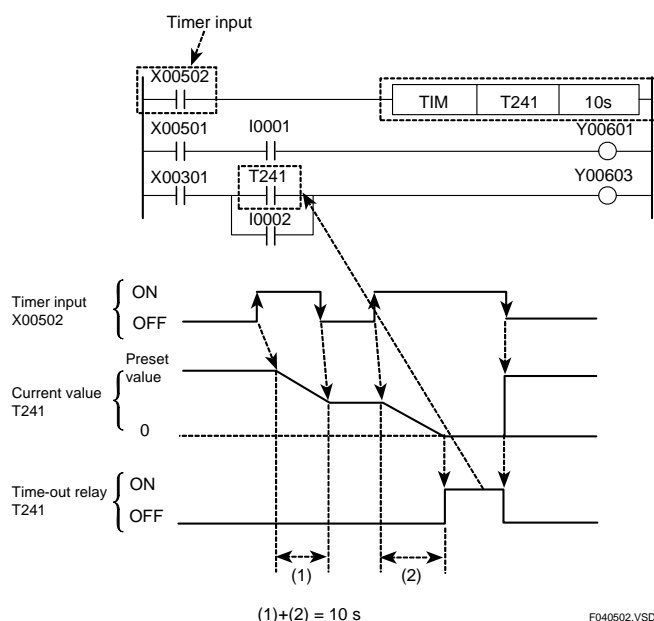 Timer input
X00502
TIM T241 10s
X00501 I0001 Y00601
X00301 T241 Y00603
I0002
Timer input
X00502
ON
OFF
Current value
T241
Preset
value
0
Time-out relay
T241
ON
OFF
(1) (2)
(1)+(2) = 10 s
F040502.VSD